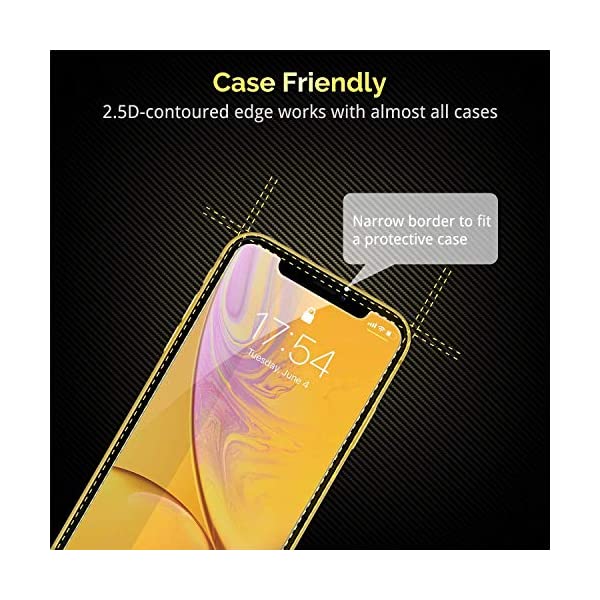 Case Friendly
2.5D-contoured edge works with almost all cases
Narrow border to fit
a protective case
17:54
Tuesday, June 4